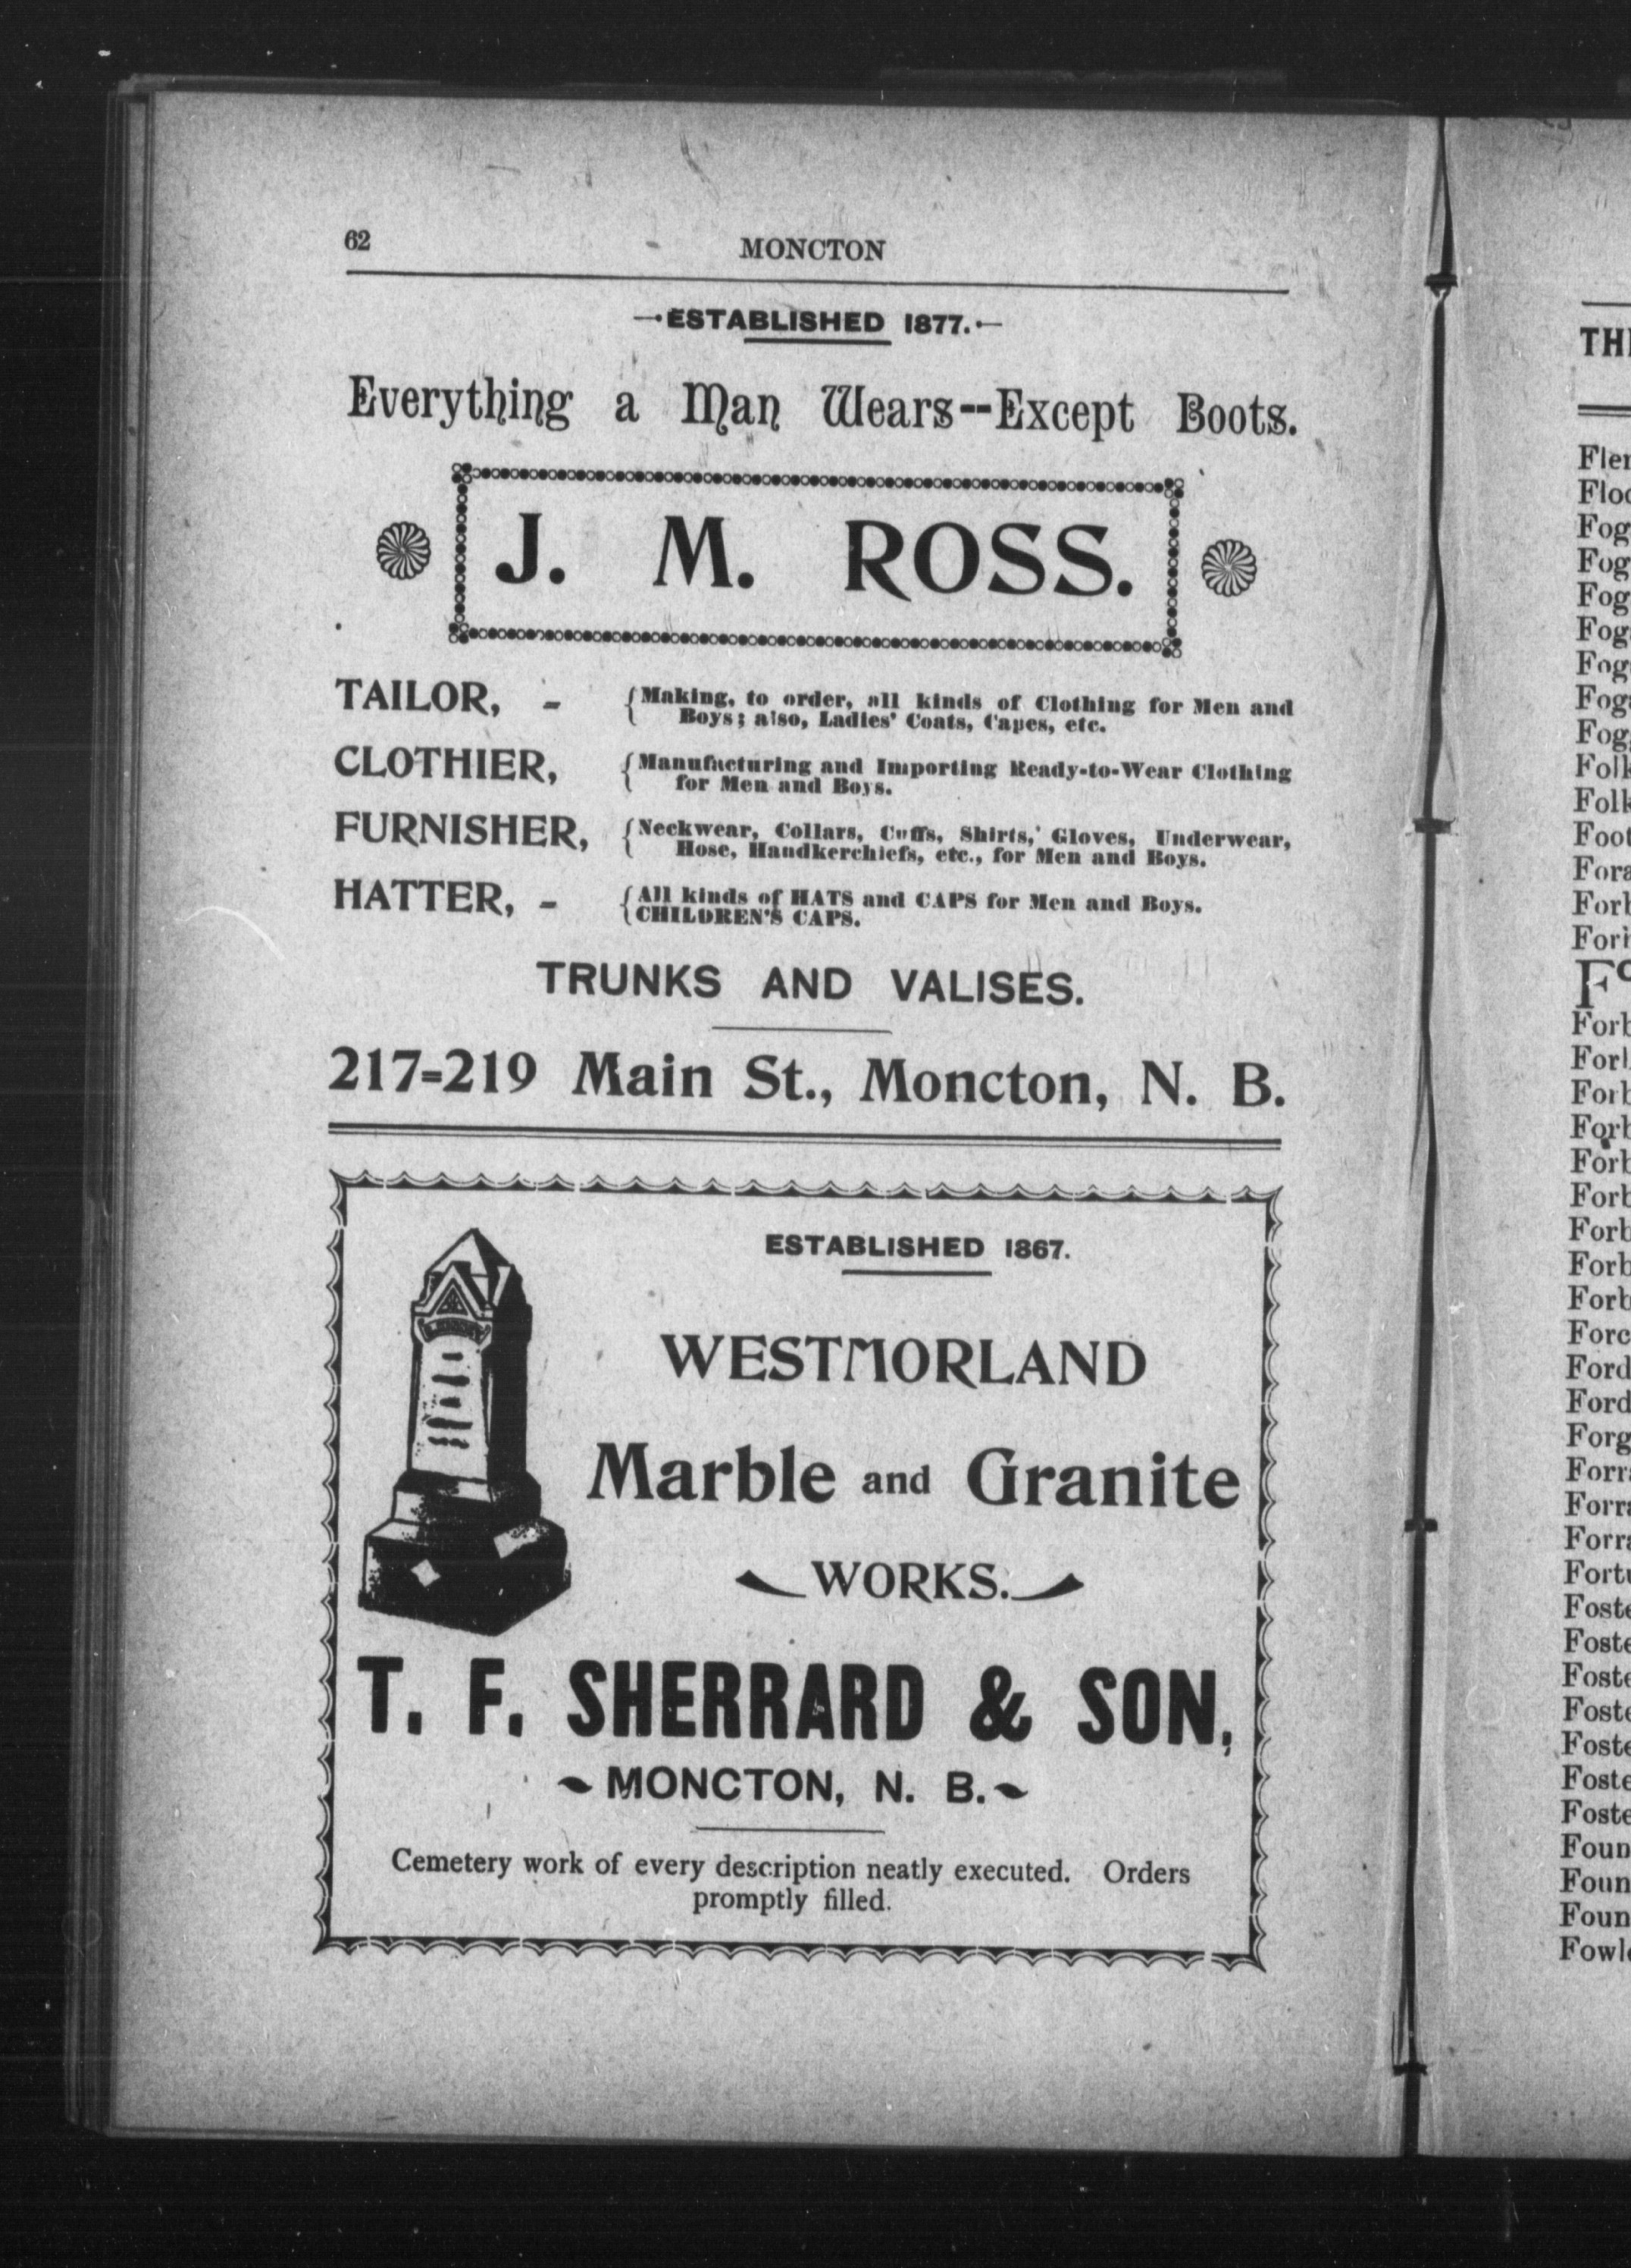 62
MONCTON
ESTABLISHED 1877.
Everything a Man Wears--Except Boots.
J. M. ROSS.
TAILOR, - { Making, to order, all kinds of Clothing for Men and
Boys; also, Ladies' Coats, Capes, etc.
CLOTHIER, { Manufacturing and Importing Ready-to-Wear Clothing
for Men and Boys.
FURNISHER, { Neckwear, Collars, Cuffs, Shirts, Gloves, Underwear,
Hose, Handkerchiefs, etc., for Men and Boys.
HATTER, - { All kinds of HATS and CAPS for Men and Boys.
CHILDREN'S CAPS.
TRUNKS AND VALISES.
217-219 Main St., Moncton, N. B.
ESTABLISHED 1867.
WESTMORLAND
Marble and Granite
WORKS.
T. F. SHERRARD & SON,
MONCTON, N. B.
Cemetery work of every description neatly executed. Orders
promptly filled.